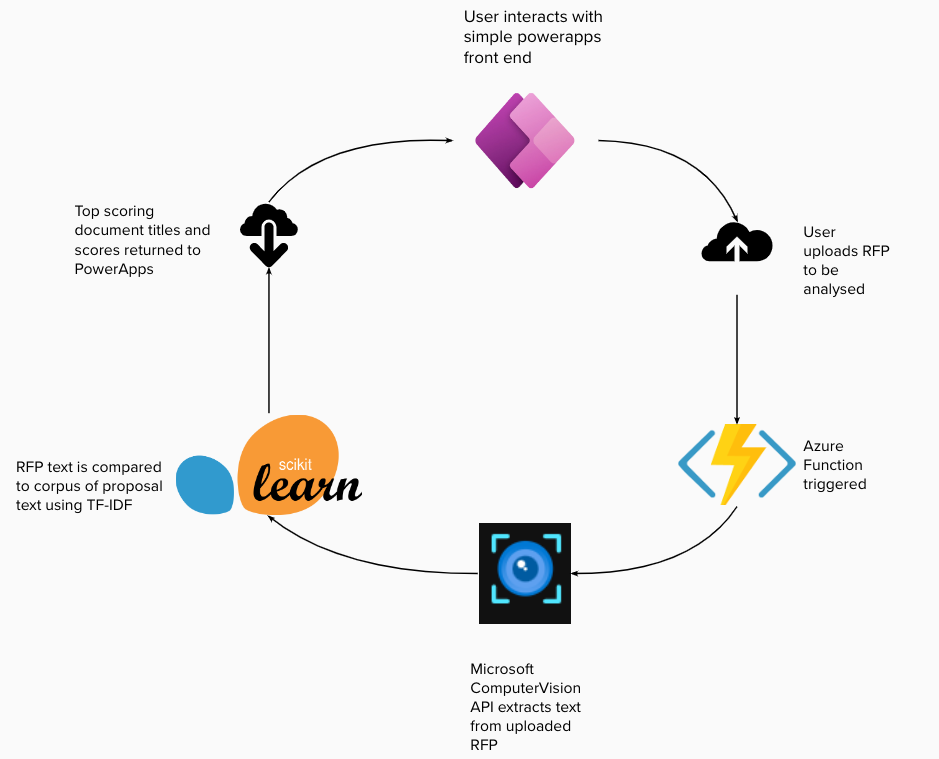 User interacts with
simple powerapps
front end
Top scoring
document titles and
scores returned to
PowerApps
User
uploads RFP
to be
analysed
RFP text is compared
to corpus of proposal
text using TF-IDF
scikit
learn
Azure
Function
triggered
Microsoft
ComputerVision
API extracts text
from uploaded
RFP